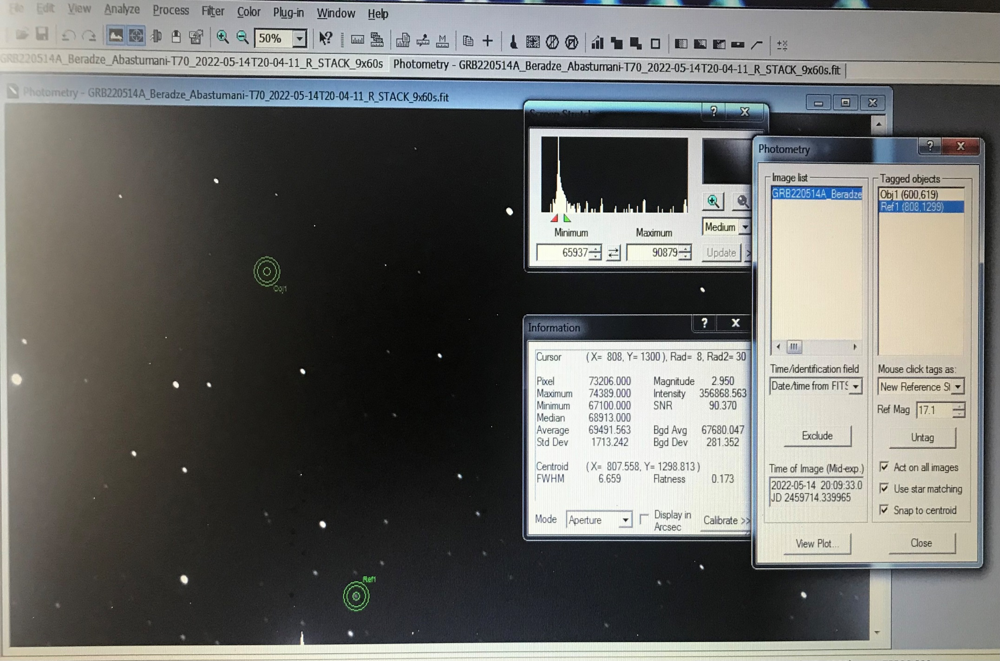 File Edit View Analyze Process Filter Color Plug-in Window Help
50%
GRB220514A_Beradze_Abastumani-T70_2022-05-14T20-04-11_R_STACK_9x60s
Photometry - GRB220514A_Beradze_Abastumani-T70_2022-05-14T20-04-11_R_STACK_9x60s.fit
Photometry - GRB220514A_Beradze_Abastumani-T70_2022-05-14T20-04-11_R_STACK_9x60s.fit
Obj1
Ref1
Screen Stretch
Minimum Maximum
65937 90879
Medium
Update
Information
Cursor (X= 808, Y= 1300), Rad= 8, Rad2= 30
Pixel 73206.000 Magnitude 2.950
Maximum 74389.000 Intensity 356868.563
Minimum 67100.000 SNR 90.370
Median 68913.000
Average 69491.563 Bgd Avg 67680.047
Std Dev 1713.242 Bgd Dev 281.352
Centroid (X= 807.558, Y= 1298.813)
FWHM 6.659 Flatness 0.173
Mode Aperture
Display in
Arcsec
Calibrate >>
Photometry
Image list
GRB220514A_Beradze
Tagged objects
Obj1 (600,619)
Ref1 (808,1299)
Time/identification field
Date/time from FITS
Mouse click tags as:
New Reference St
Ref Mag 17.1
Exclude
Untag
Time of Image (Mid-exp.)
2022-05-14 20:09:33.0
JD 2459714.339965
Act on all images
Use star matching
Snap to centroid
View Plot...
Close